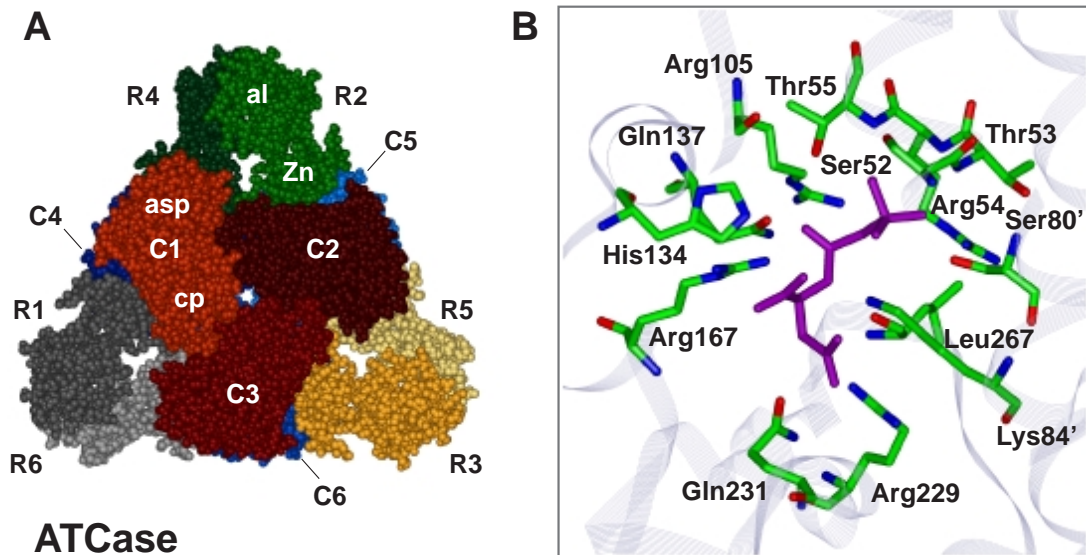 A
R4
al
R2
C5
Zn
asp
C4
C1
C2
cp
R1
R5
C3
R6
R3
C6
ATCase
B
Arg105
Thr55
Gln137
Thr53
Ser52
Arg54
Ser80’
His134
Arg167
Leu267
Lys84’
Gln231
Arg229